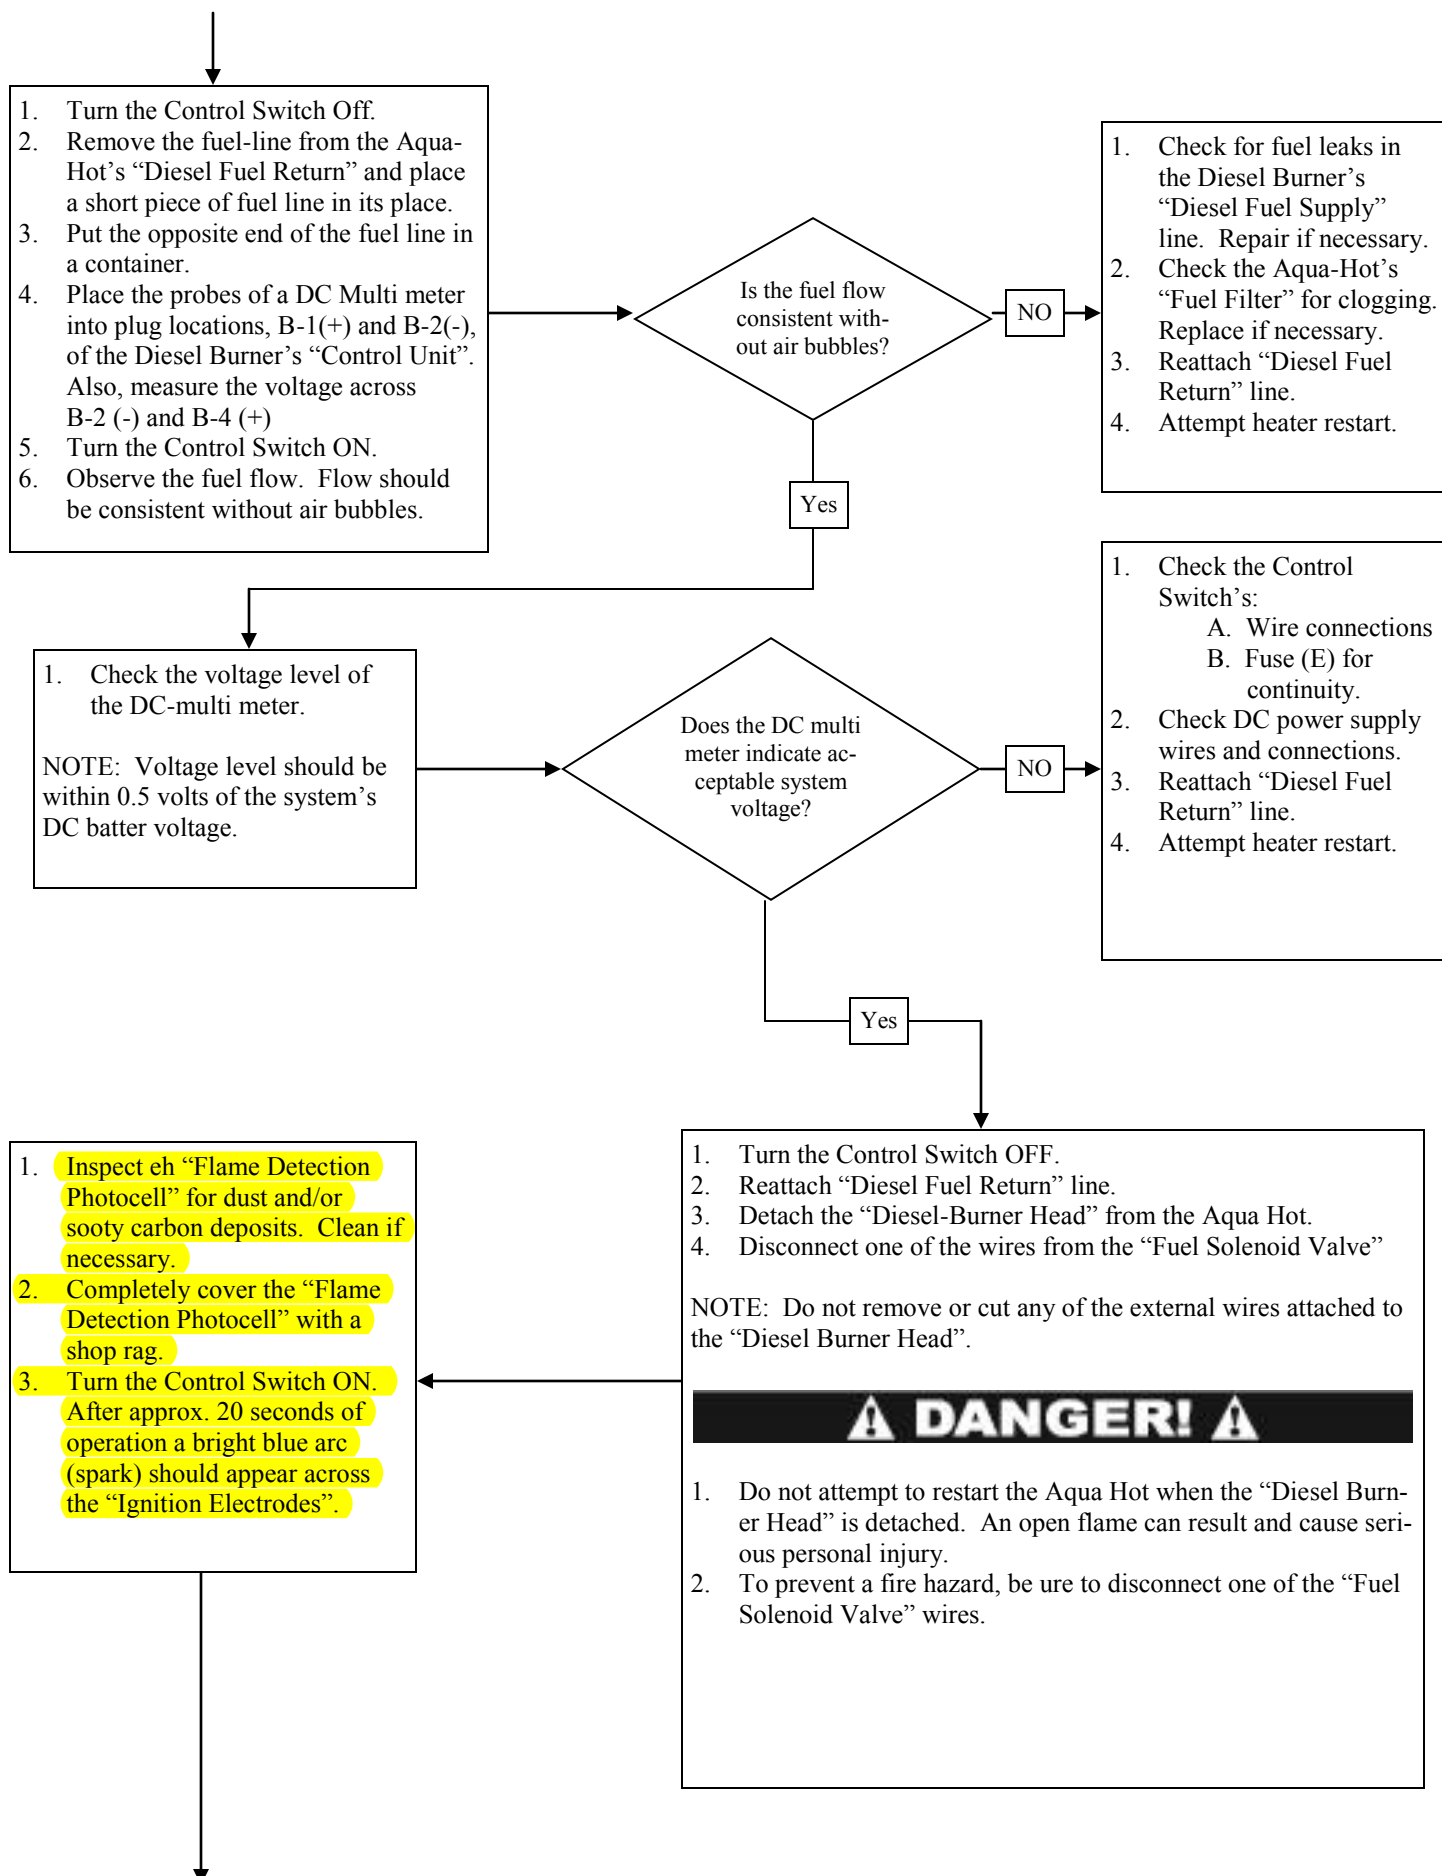 1. Turn the Control Switch Off.
2. Remove the fuel-line from the Aqua-
Hot’s “Diesel Fuel Return” and place
a short piece of fuel line in its place.
3. Put the opposite end of the fuel line in
a container.
4. Place the probes of a DC Multi meter
into plug locations, B-1(+) and B-2(-),
of the Diesel Burner’s “Control Unit”.
Also, measure the voltage across
B-2 (-) and B-4 (+)
5. Turn the Control Switch ON.
6. Observe the fuel flow.  Flow should
be consistent without air bubbles.
Is the fuel flow
consistent with-
out air bubbles?
NO
1. Check for fuel leaks in
the Diesel Burner’s
“Diesel Fuel Supply”
line.  Repair if necessary.
2. Check the Aqua-Hot’s
“Fuel Filter” for clogging.
Replace if necessary.
3. Reattach “Diesel Fuel
Return” line.
4. Attempt heater restart.
Yes
1. Check the voltage level of
the DC-multi meter.
NOTE:  Voltage level should be
within 0.5 volts of the system’s
DC batter voltage.
Does the DC multi
meter indicate ac-
ceptable system
voltage?
NO
1. Check the Control
Switch’s:
A. Wire connections
B. Fuse (E) for
continuity.
2. Check DC power supply
wires and connections.
3. Reattach “Diesel Fuel
Return” line.
4. Attempt heater restart.
Yes
1. Turn the Control Switch OFF.
2. Reattach “Diesel Fuel Return” line.
3. Detach the “Diesel-Burner Head” from the Aqua Hot.
4. Disconnect one of the wires from the “Fuel Solenoid Valve”
NOTE:  Do not remove or cut any of the external wires attached to
the “Diesel Burner Head”.
DANGER!
1. Do not attempt to restart the Aqua Hot when the “Diesel Burn-
er Head” is detached.  An open flame can result and cause seri-
ous personal injury.
2. To prevent a fire hazard, be ure to disconnect one of the “Fuel
Solenoid Valve” wires.
1. Inspect eh “Flame Detection
Photocell” for dust and/or
sooty carbon deposits.  Clean if
necessary.
2. Completely cover the “Flame
Detection Photocell” with a
shop rag.
3. Turn the Control Switch ON.
After approx. 20 seconds of
operation a bright blue arc
(spark) should appear across
the “Ignition Electrodes”.